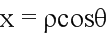 x = ρcosθ